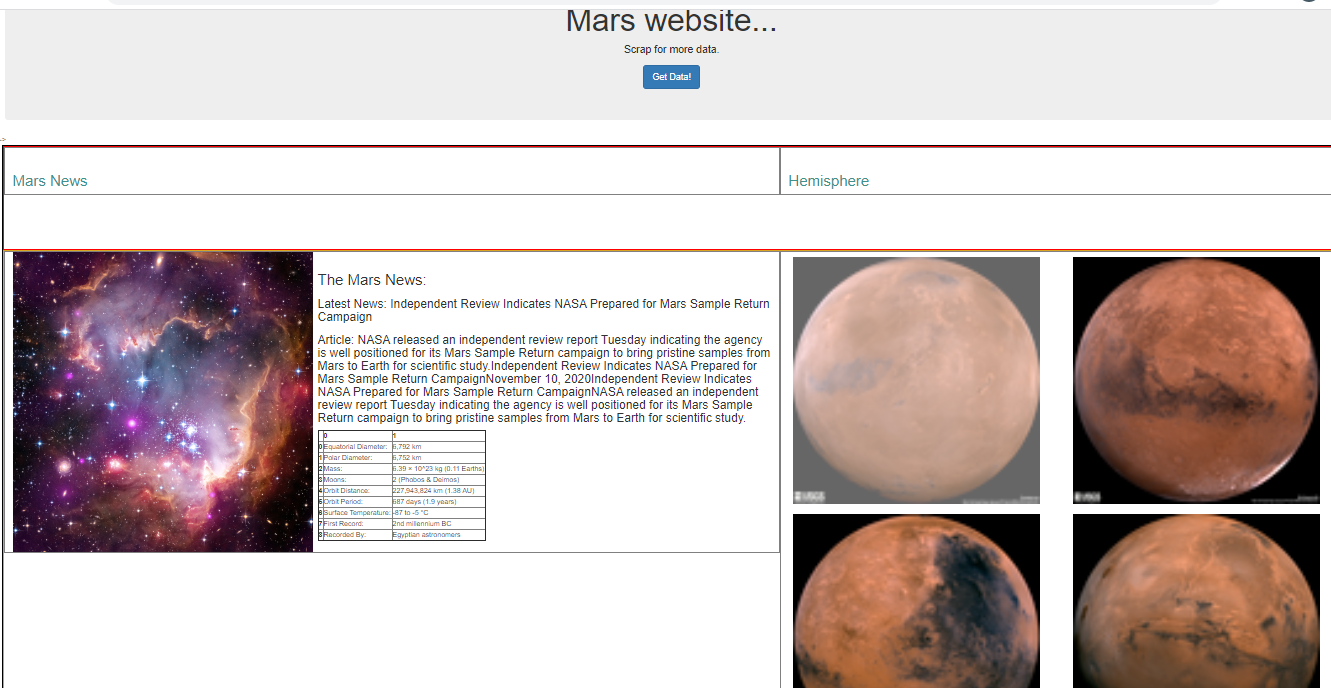 Mars website...
Scrap for more data.
Get Data!
-->
Mars News
Hemisphere
The Mars News:
Latest News: Independent Review Indicates NASA Prepared for Mars Sample Return
Campaign
Article: NASA released an independent review report Tuesday indicating the agency
is well positioned for its Mars Sample Return campaign to bring pristine samples from
Mars to Earth for scientific study.Independent Review Indicates NASA Prepared for
Mars Sample Return CampaignNovember 10, 2020Independent Review Indicates
NASA Prepared for Mars Sample Return CampaignNASA released an independent
review report Tuesday indicating the agency is well positioned for its Mars Sample
Return campaign to bring pristine samples from Mars to Earth for scientific study.
0 1
0 Equatorial Diameter: 6,792 km
1 Polar Diameter: 6,752 km
2 Mass: 6.39 × 10^23 kg (0.11 Earths)
3 Moons: 2 (Phobos & Deimos)
4 Orbit Distance: 227,943,824 km (1.38 AU)
5 Orbit Period: 687 days (1.9 years)
6 Surface Temperature: -87 to -5 °C
7 First Record: 2nd millennium BC
8 Recorded By: Egyptian astronomers
USGS
USGS